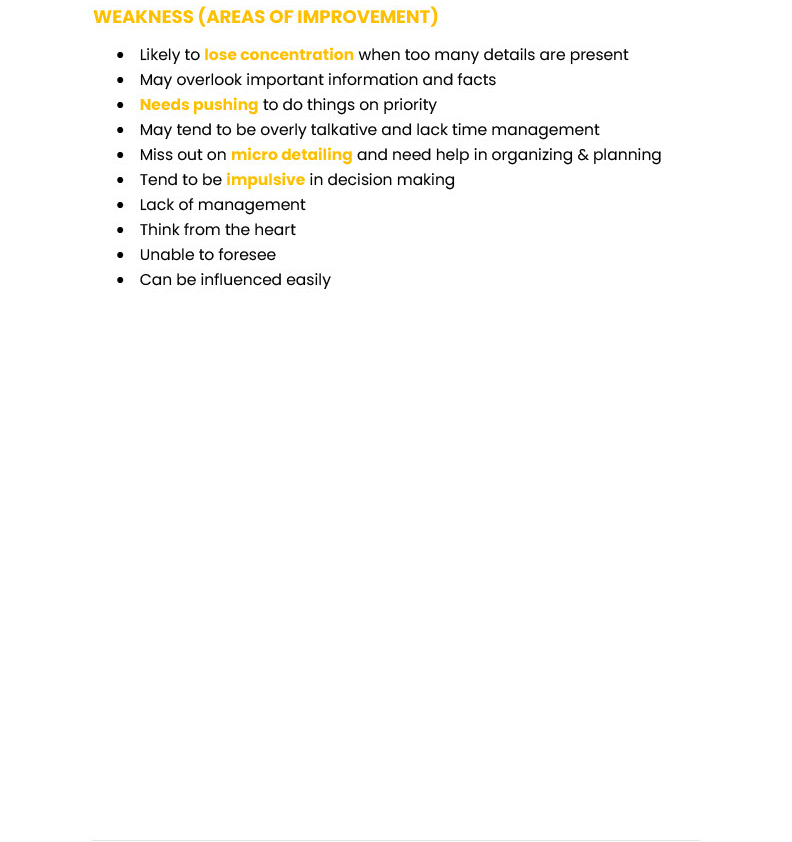 WEAKNESS (AREAS OF IMPROVEMENT)
• Likely to lose concentration when too many details are present
• May overlook important information and facts
• Needs pushing to do things on priority
• May tend to be overly talkative and lack time management
• Miss out on micro detailing and need help in organizing & planning
• Tend to be impulsive in decision making
• Lack of management
• Think from the heart
• Unable to foresee
• Can be influenced easily